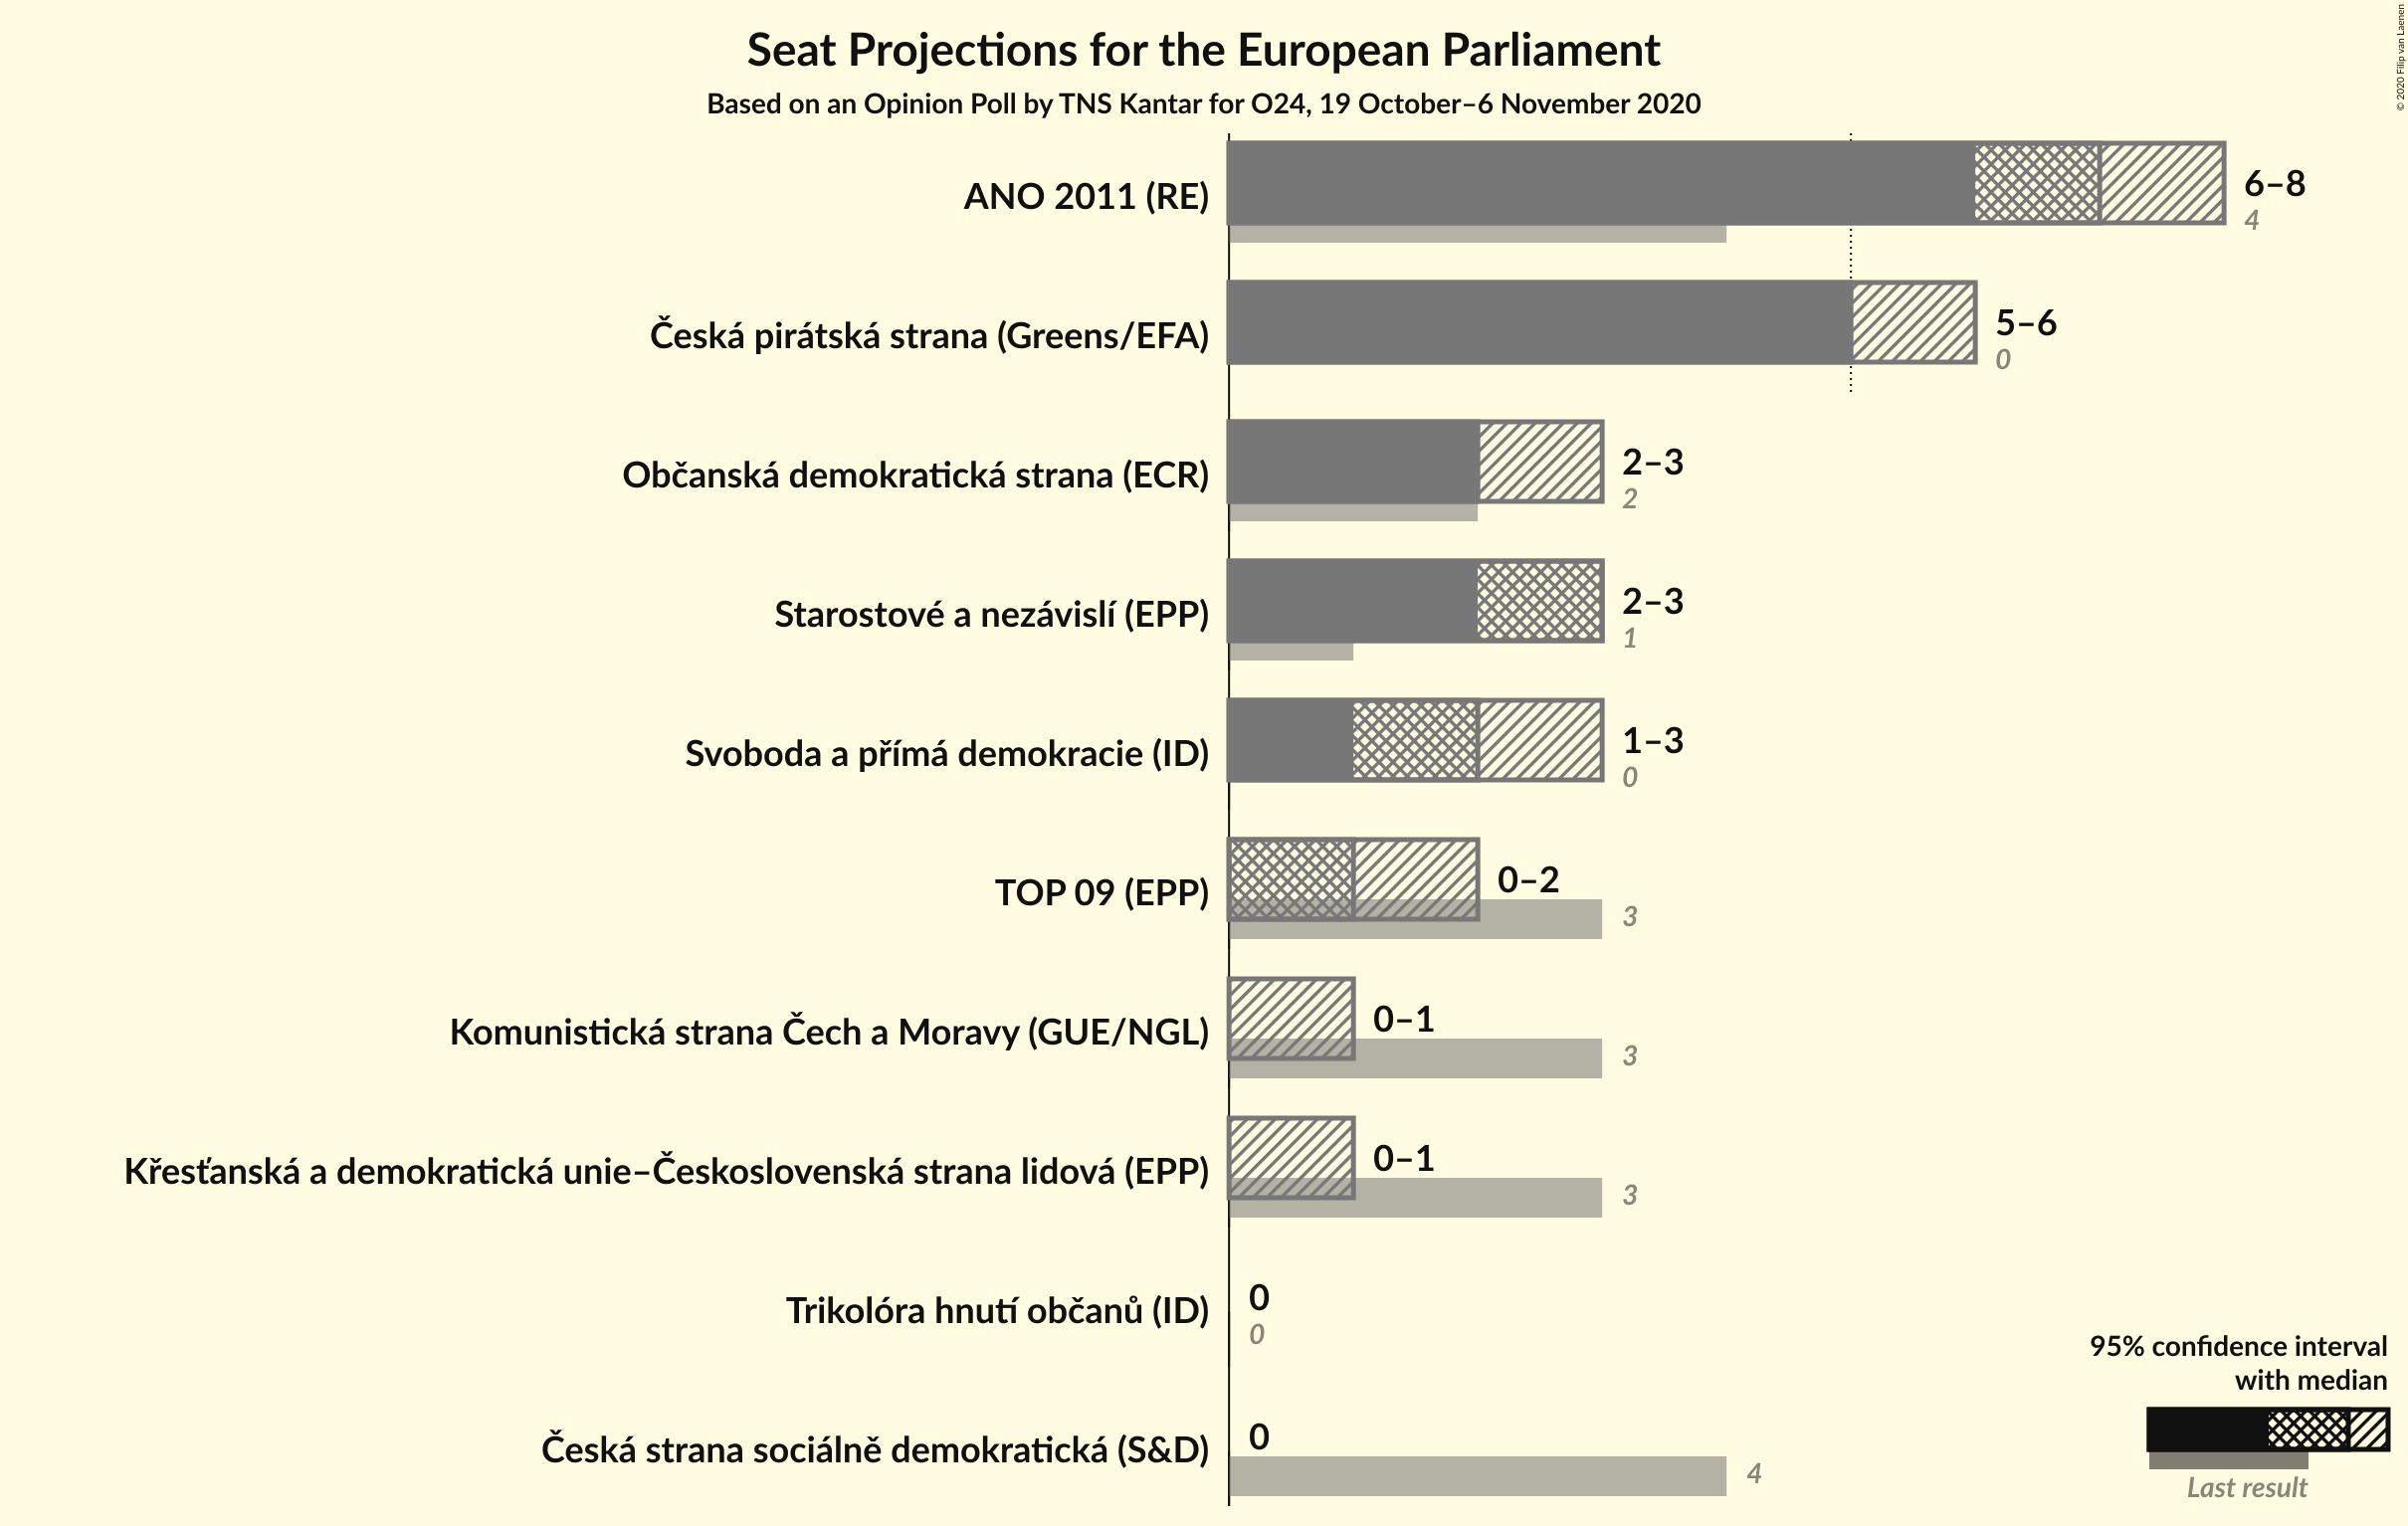 Seat Projections for the European Parliament
Based on an Opinion Poll by TNS Kantar for O24, 19 October–6 November 2020
© 2020 Filip van Laenen
ANO 2011 (RE)
6–8
4
Česká pirátská strana (Greens/EFA)
5–6
0
Občanská demokratická strana (ECR)
2–3
2
Starostové a nezávislí (EPP)
2–3
1
Svoboda a přímá demokracie (ID)
1–3
0
TOP 09 (EPP)
0–2
3
Komunistická strana Čech a Moravy (GUE/NGL)
0–1
3
Křesťanská a demokratická unie–Československá strana lidová (EPP)
0–1
3
Trikolóra hnutí občanů (ID)
0
0
Česká strana sociálně demokratická (S&D)
0
4
95% confidence interval
with median
Last result